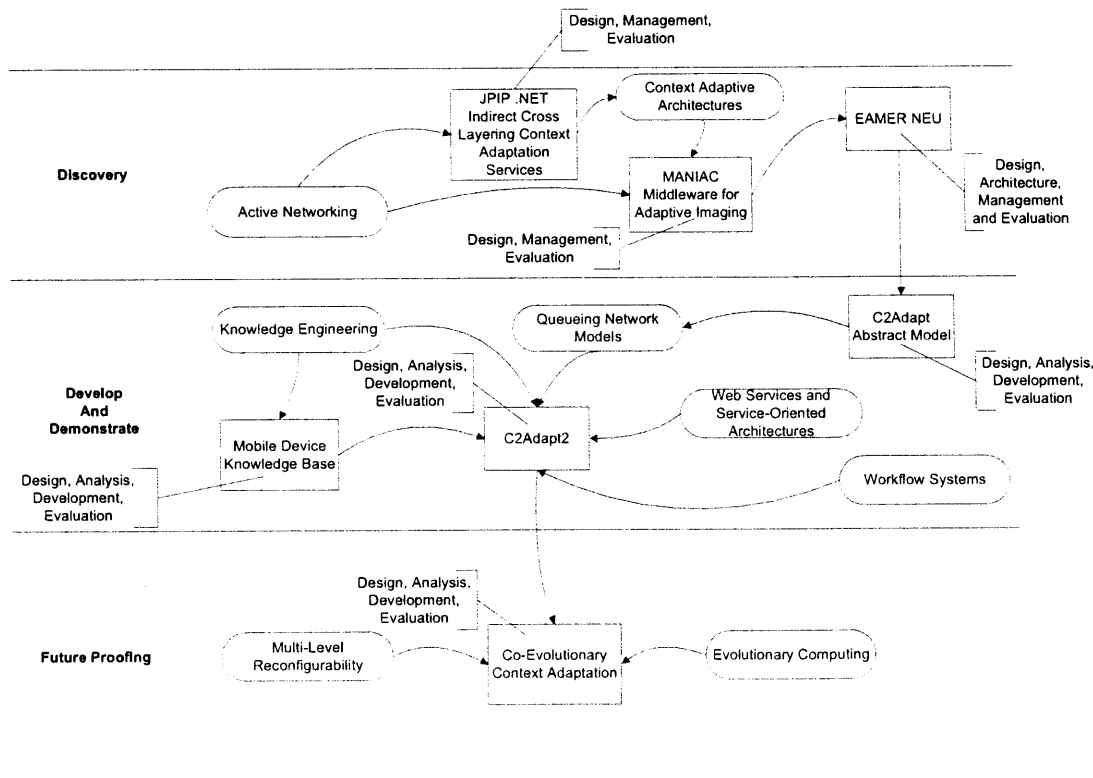 Design, Management,
Evaluation
JPIP .NET
Indirect Cross
Layering Context
Adaptation
Services
Context Adaptive
Architectures
EAMER NEU
Discovery
Active Networking
MANIAC
Middleware for
Adaptive Imaging
Design,
Architecture,
Management
and Evaluation
Design, Management,
Evaluation
Knowledge Engineering
Queueing Network
Models
C2Adapt
Abstract Model
Design, Analysis,
Development,
Evaluation
Design, Analysis,
Development,
Evaluation
Develop
And
Demonstrate
Mobile Device
Knowledge Base
C2Adapt2
Web Services and
Service-Oriented
Architectures
Workflow Systems
Design, Analysis,
Development,
Evaluation
Design, Analysis,
Development,
Evaluation
Future Proofing
Multi-Level
Reconfigurability
Co-Evolutionary
Context Adaptation
Evolutionary Computing